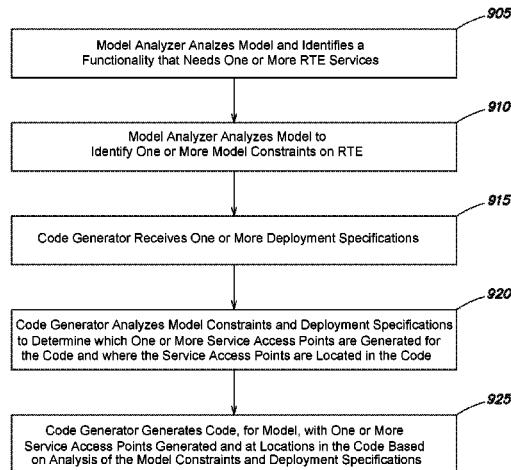 905
Model Analyzer Analzes Model and Identifies a
Functionality that Needs One or More RTE Services
910
Model Analyzer Analyzes Model to
Identify One or More Model Constraints on RTE
915
Code Generator Receives One or More Deployment Specifications
920
Code Generator Analyzes Model Constraints and Deployment Specifications
to Determine which One or More Service Access Points are Generated for
the Code and where the Service Access Points are Located in the Code
925
Code Generator Generates Code, for Model, with One or More
Service Access Points Generated and at Locations in the Code Based
on Analysis of the Model Constraints and Deployment Specifications